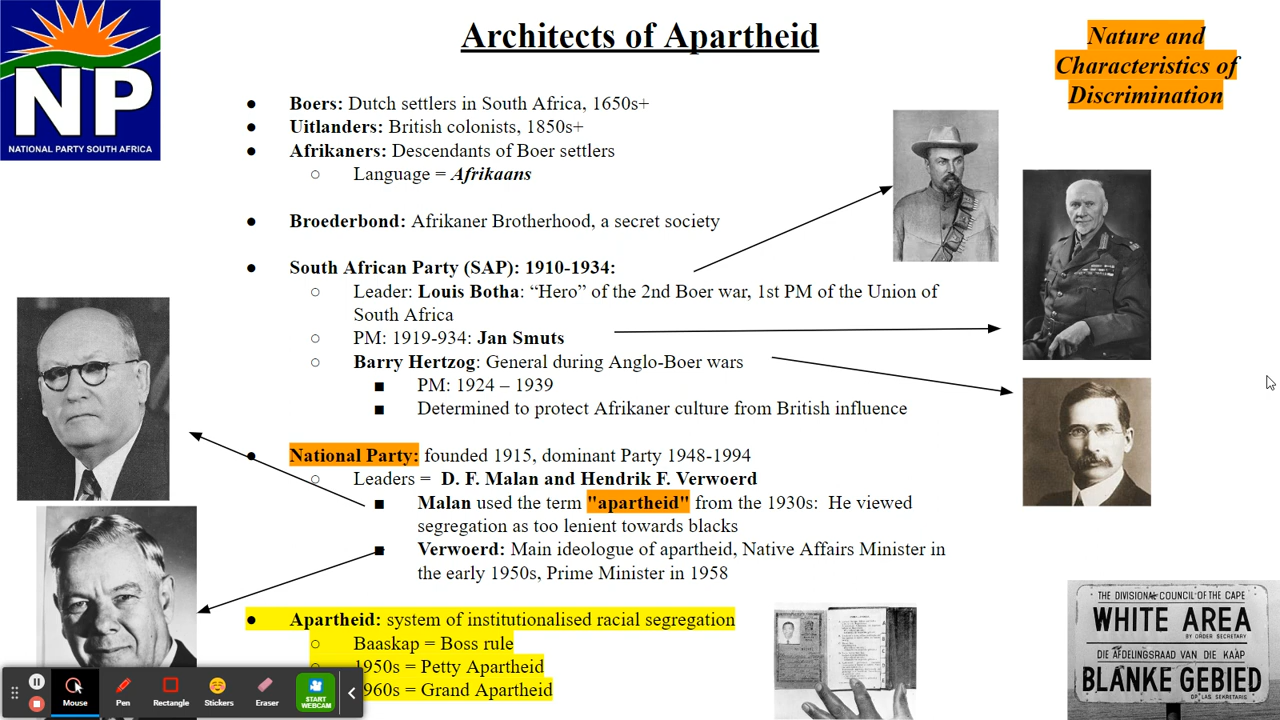 Architects of Apartheid
Nature and
Characteristics of
Discrimination
NP
NATIONAL PARTY SOUTH AFRICA
● Boers: Dutch settlers in South Africa, 1650s+
● Uitlanders: British colonists, 1850s+
● Afrikaners: Descendants of Boer settlers
○ Language = Afrikaans
● Broederbond: Afrikaner Brotherhood, a secret society
● South African Party (SAP): 1910-1934:
○ Leader: Louis Botha: “Hero” of the 2nd Boer war, 1st PM of the Union of
South Africa
○ PM: 1919-934: Jan Smuts
○ Barry Hertzog: General during Anglo-Boer wars
■ PM: 1924 – 1939
■ Determined to protect Afrikaner culture from British influence
● National Party: founded 1915, dominant Party 1948-1994
○ Leaders = D. F. Malan and Hendrik F. Verwoerd
■ Malan used the term "apartheid" from the 1930s: He viewed
segregation as too lenient towards blacks
■ Verwoerd: Main ideologue of apartheid, Native Affairs Minister in
the early 1950s, Prime Minister in 1958
● Apartheid: system of institutionalised racial segregation
○ Baaskap = Boss rule
1950s = Petty Apartheid
960s = Grand Apartheid
THE DIVISIONAL COUNCIL OF THE CAPE
WHITE AREA
BY ORDER SECRETARY
DIE AFDELINGSRAAD VAN DIE KAAP
BLANKE GEBIED
OP LAS SEKRETARIS
Mouse
Pen
Rectangle
Stickers
Eraser
START
WEBCAM